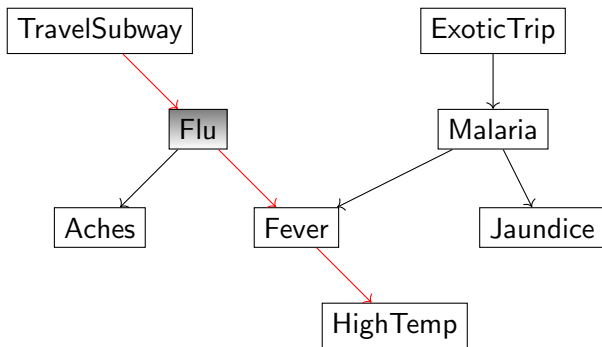 TravelSubway ExoticTrip
Flu Malaria
Aches Fever Jaundice
HighTemp